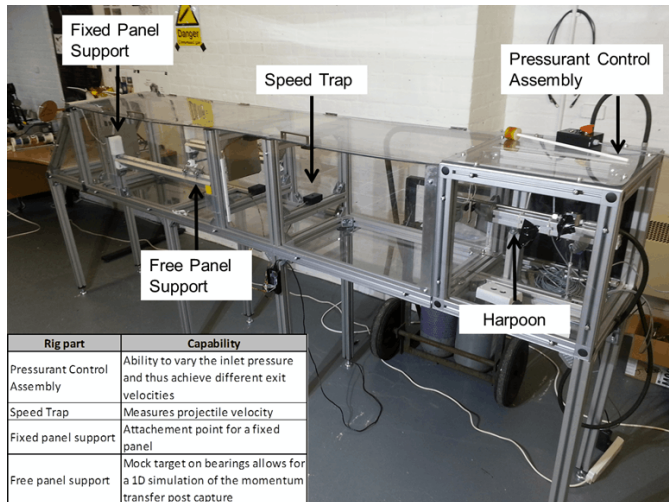 Fixed Panel
Support
Danger
Speed Trap
Pressurant Control
Assembly
Free Panel
Support
Harpoon
Rig part Capability
Pressurant Control
Assembly
Ability to vary the inlet pressure
and thus achieve different exit
velocities
Speed Trap Measures projectile velocity
Fixed panel support
Attachement point for a fixed
panel
Free panel support
Mock target on bearings allows for
a 1D simulation of the momentum
transfer post capture